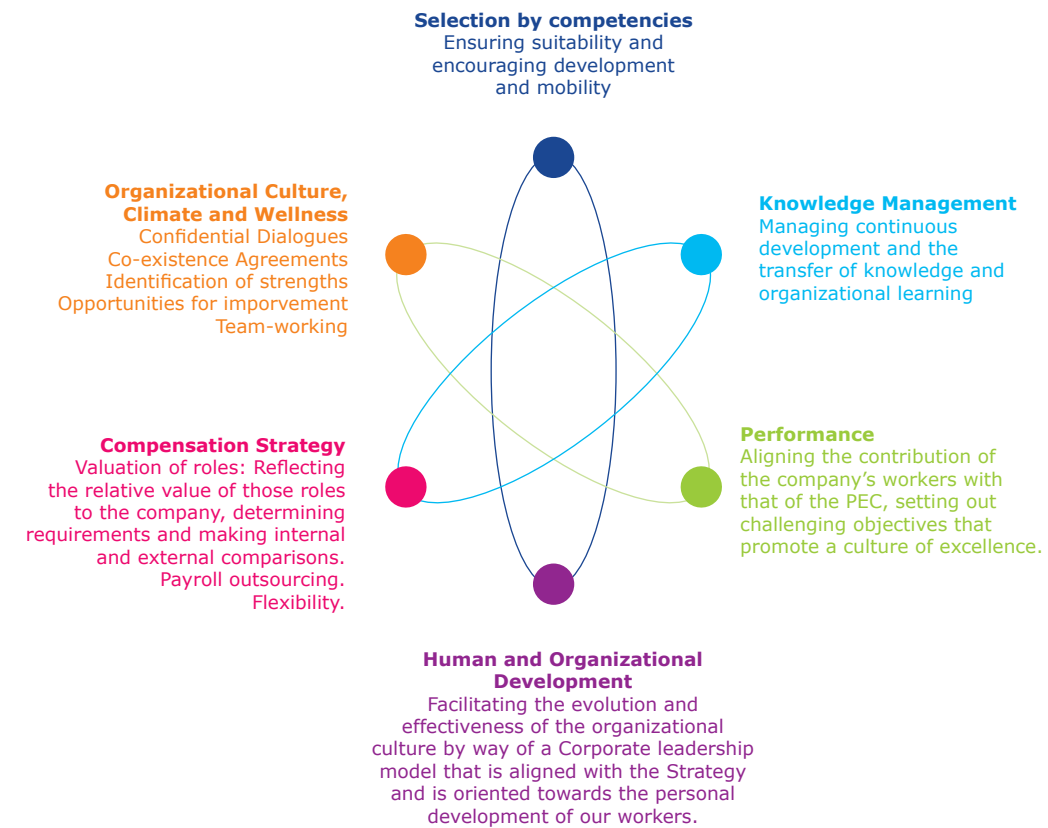 Selection by competencies
Ensuring suitability and
encouraging development
and mobility
Organizational Culture,
Climate and Wellness
Confidential Dialogues
Co-existence Agreements
Identification of strengths
Opportunities for imporvement
Team-working
Knowledge Management
Managing continuous
development and the
transfer of knowledge and
organizational learning
Compensation Strategy
Valuation of roles: Reflecting
the relative value of those roles
to the company, determining
requirements and making internal
and external comparisons.
Payroll outsourcing.
Flexibility.
Performance
Aligning the contribution of
the company’s workers with
that of the PEC, setting out
challenging objectives that
promote a culture of excellence.
Human and Organizational
Development
Facilitating the evolution and
effectiveness of the organizational
culture by way of a Corporate leadership
model that is aligned with the Strategy
and is oriented towards the personal
development of our workers.